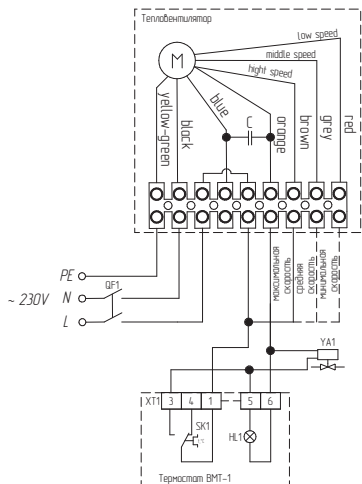 Тепловентилятор
low speed
middle speed
hight speed
M
yellow-green
black
blue
C
orange
brown
grey
red
максимальная
скорость
средняя
скорость
минимальная
скорость
PE
~ 230V N
QF1
L
YA1
XT1 3 4 1 5 6
SK1
t°C
HL1
Термостат ВМТ-1